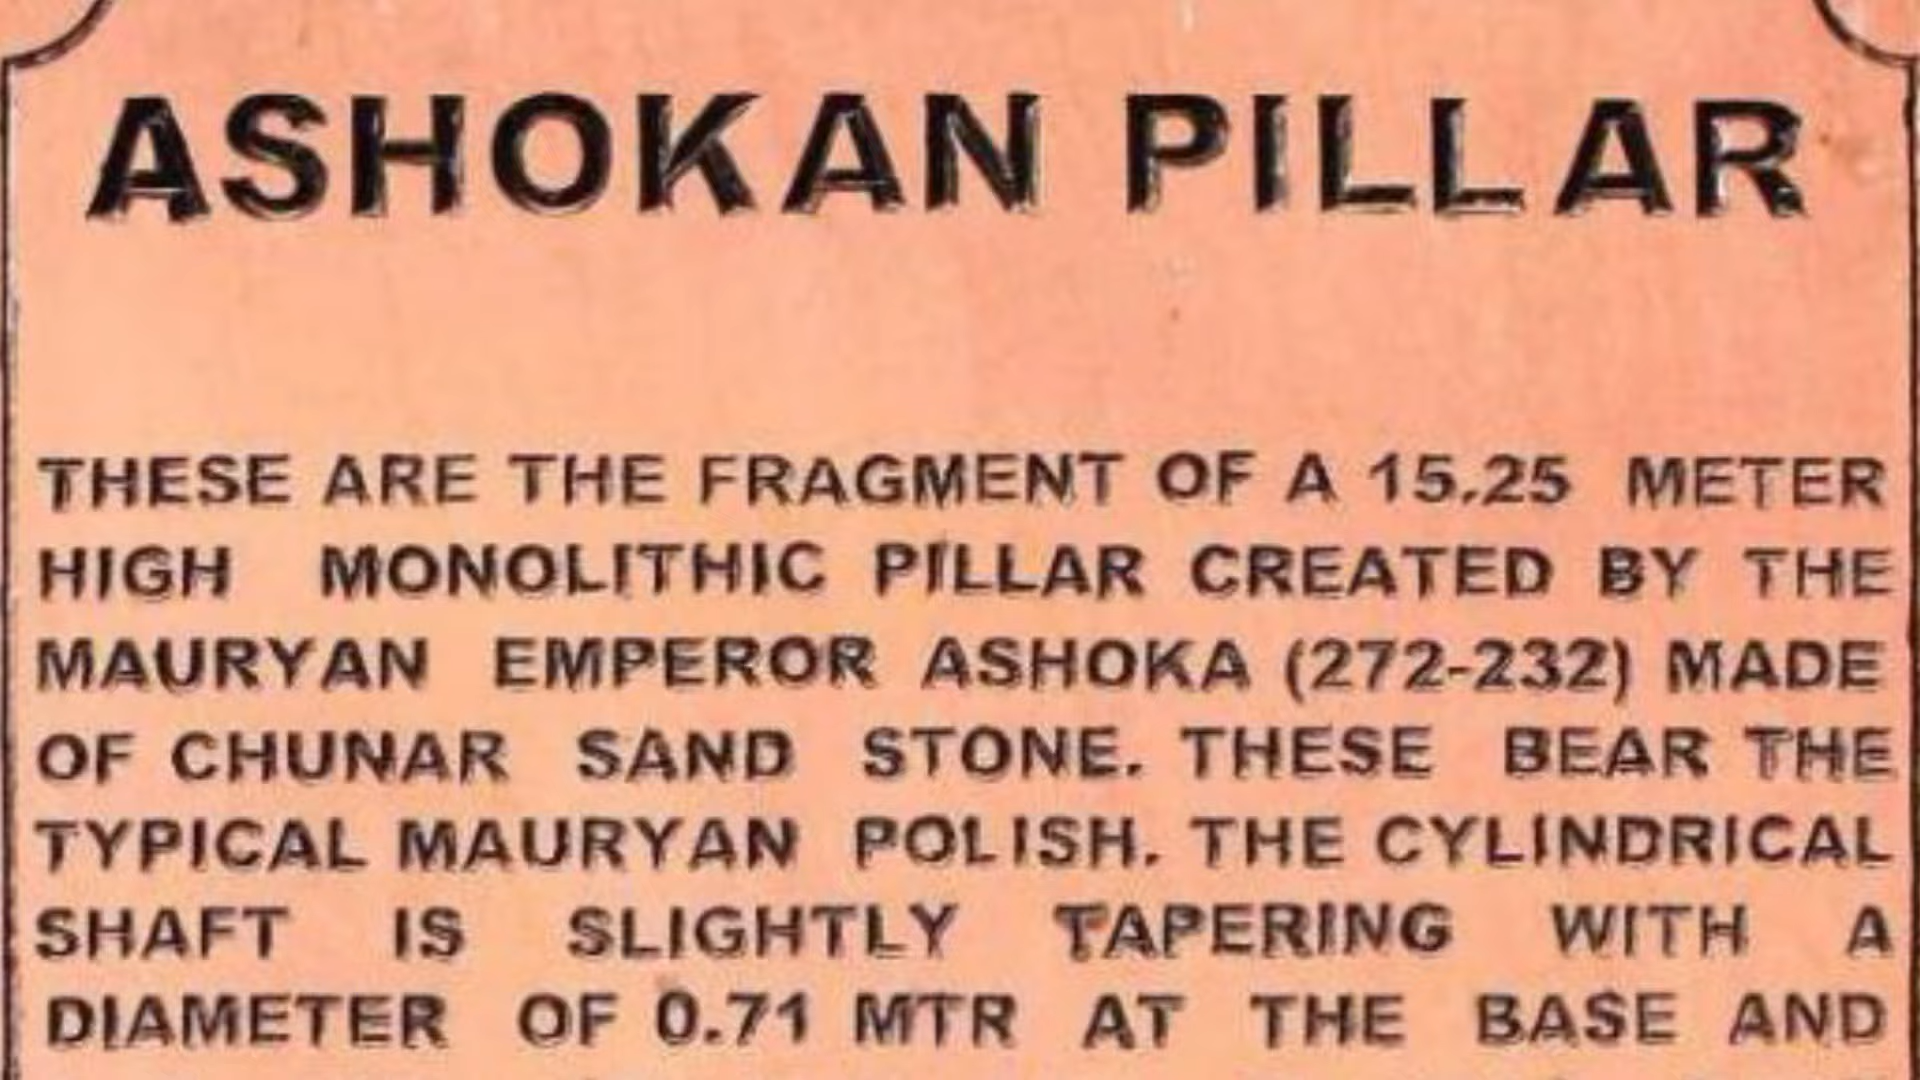 ASHOKAN PILLAR
THESE ARE THE FRAGMENT OF A 15.25 METER
HIGH MONOLITHIC PILLAR CREATED BY THE
MAURYAN EMPEROR ASHOKA (272-232) MADE
OF CHUNAR SAND STONE. THESE BEAR THE
TYPICAL MAURYAN POLISH. THE CYLINDRICAL
SHAFT IS SLIGHTLY TAPERING WITH A
DIAMETER OF 0.71 MTR AT THE BASE AND